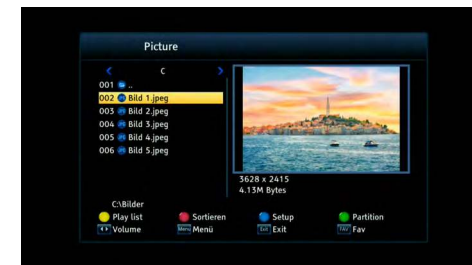 Picture
C
001 ..
002 Bild 1.jpeg
003 Bild 2.jpeg
004 Bild 3.jpeg
005 Bild 4.jpeg
006 Bild 5.jpeg
3628 x 2415
4.13M Bytes
C:\Bilder
Play list Sortieren Setup Partition
Volume Menu Menü Exit Exit FAV Fav